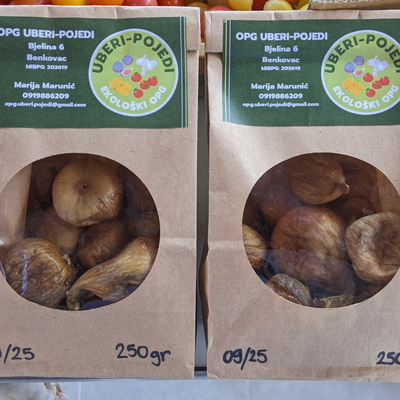 OPG UBERI-POJEDI
Bjelina 6
Benkovac
MIBPG: 203619
Marija Marunić
0919886209
opg.uberi.pojedi@gmail.com
UBERI-POJEDI
EKOLOŠKI OPG
/25
250gr
OPG UBERI-POJEDI
Bjelina 6
Benkovac
MIBPG: 203619
Marija Marunić
0919886209
opg.uberi.pojedi@gmail.com
UBERI-POJEDI
EKOLOŠKI OPG
09/25
250